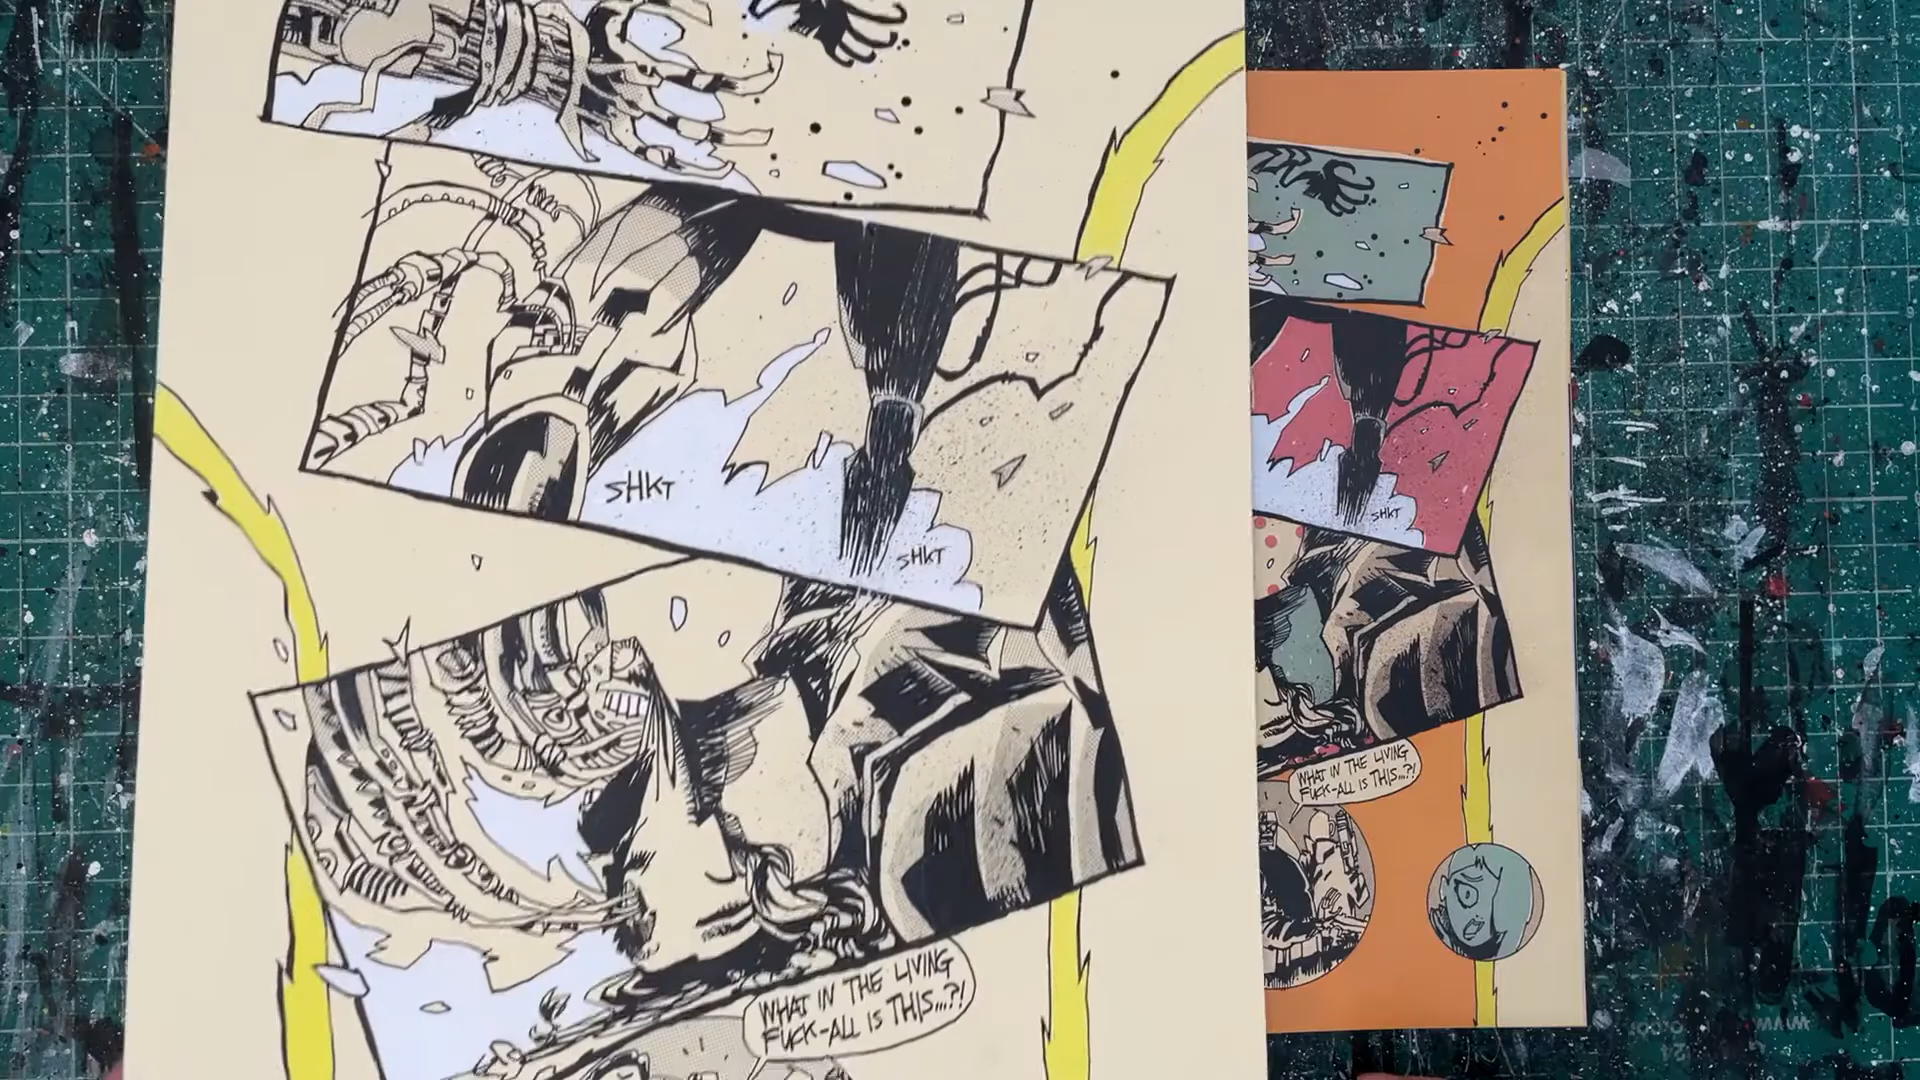 SHKT
SHKT
WHAT IN THE LIVING
FUCK-ALL IS THIS...?!
SHKT
WHAT IN THE LIVING
FUCK-ALL IS THIS...?!